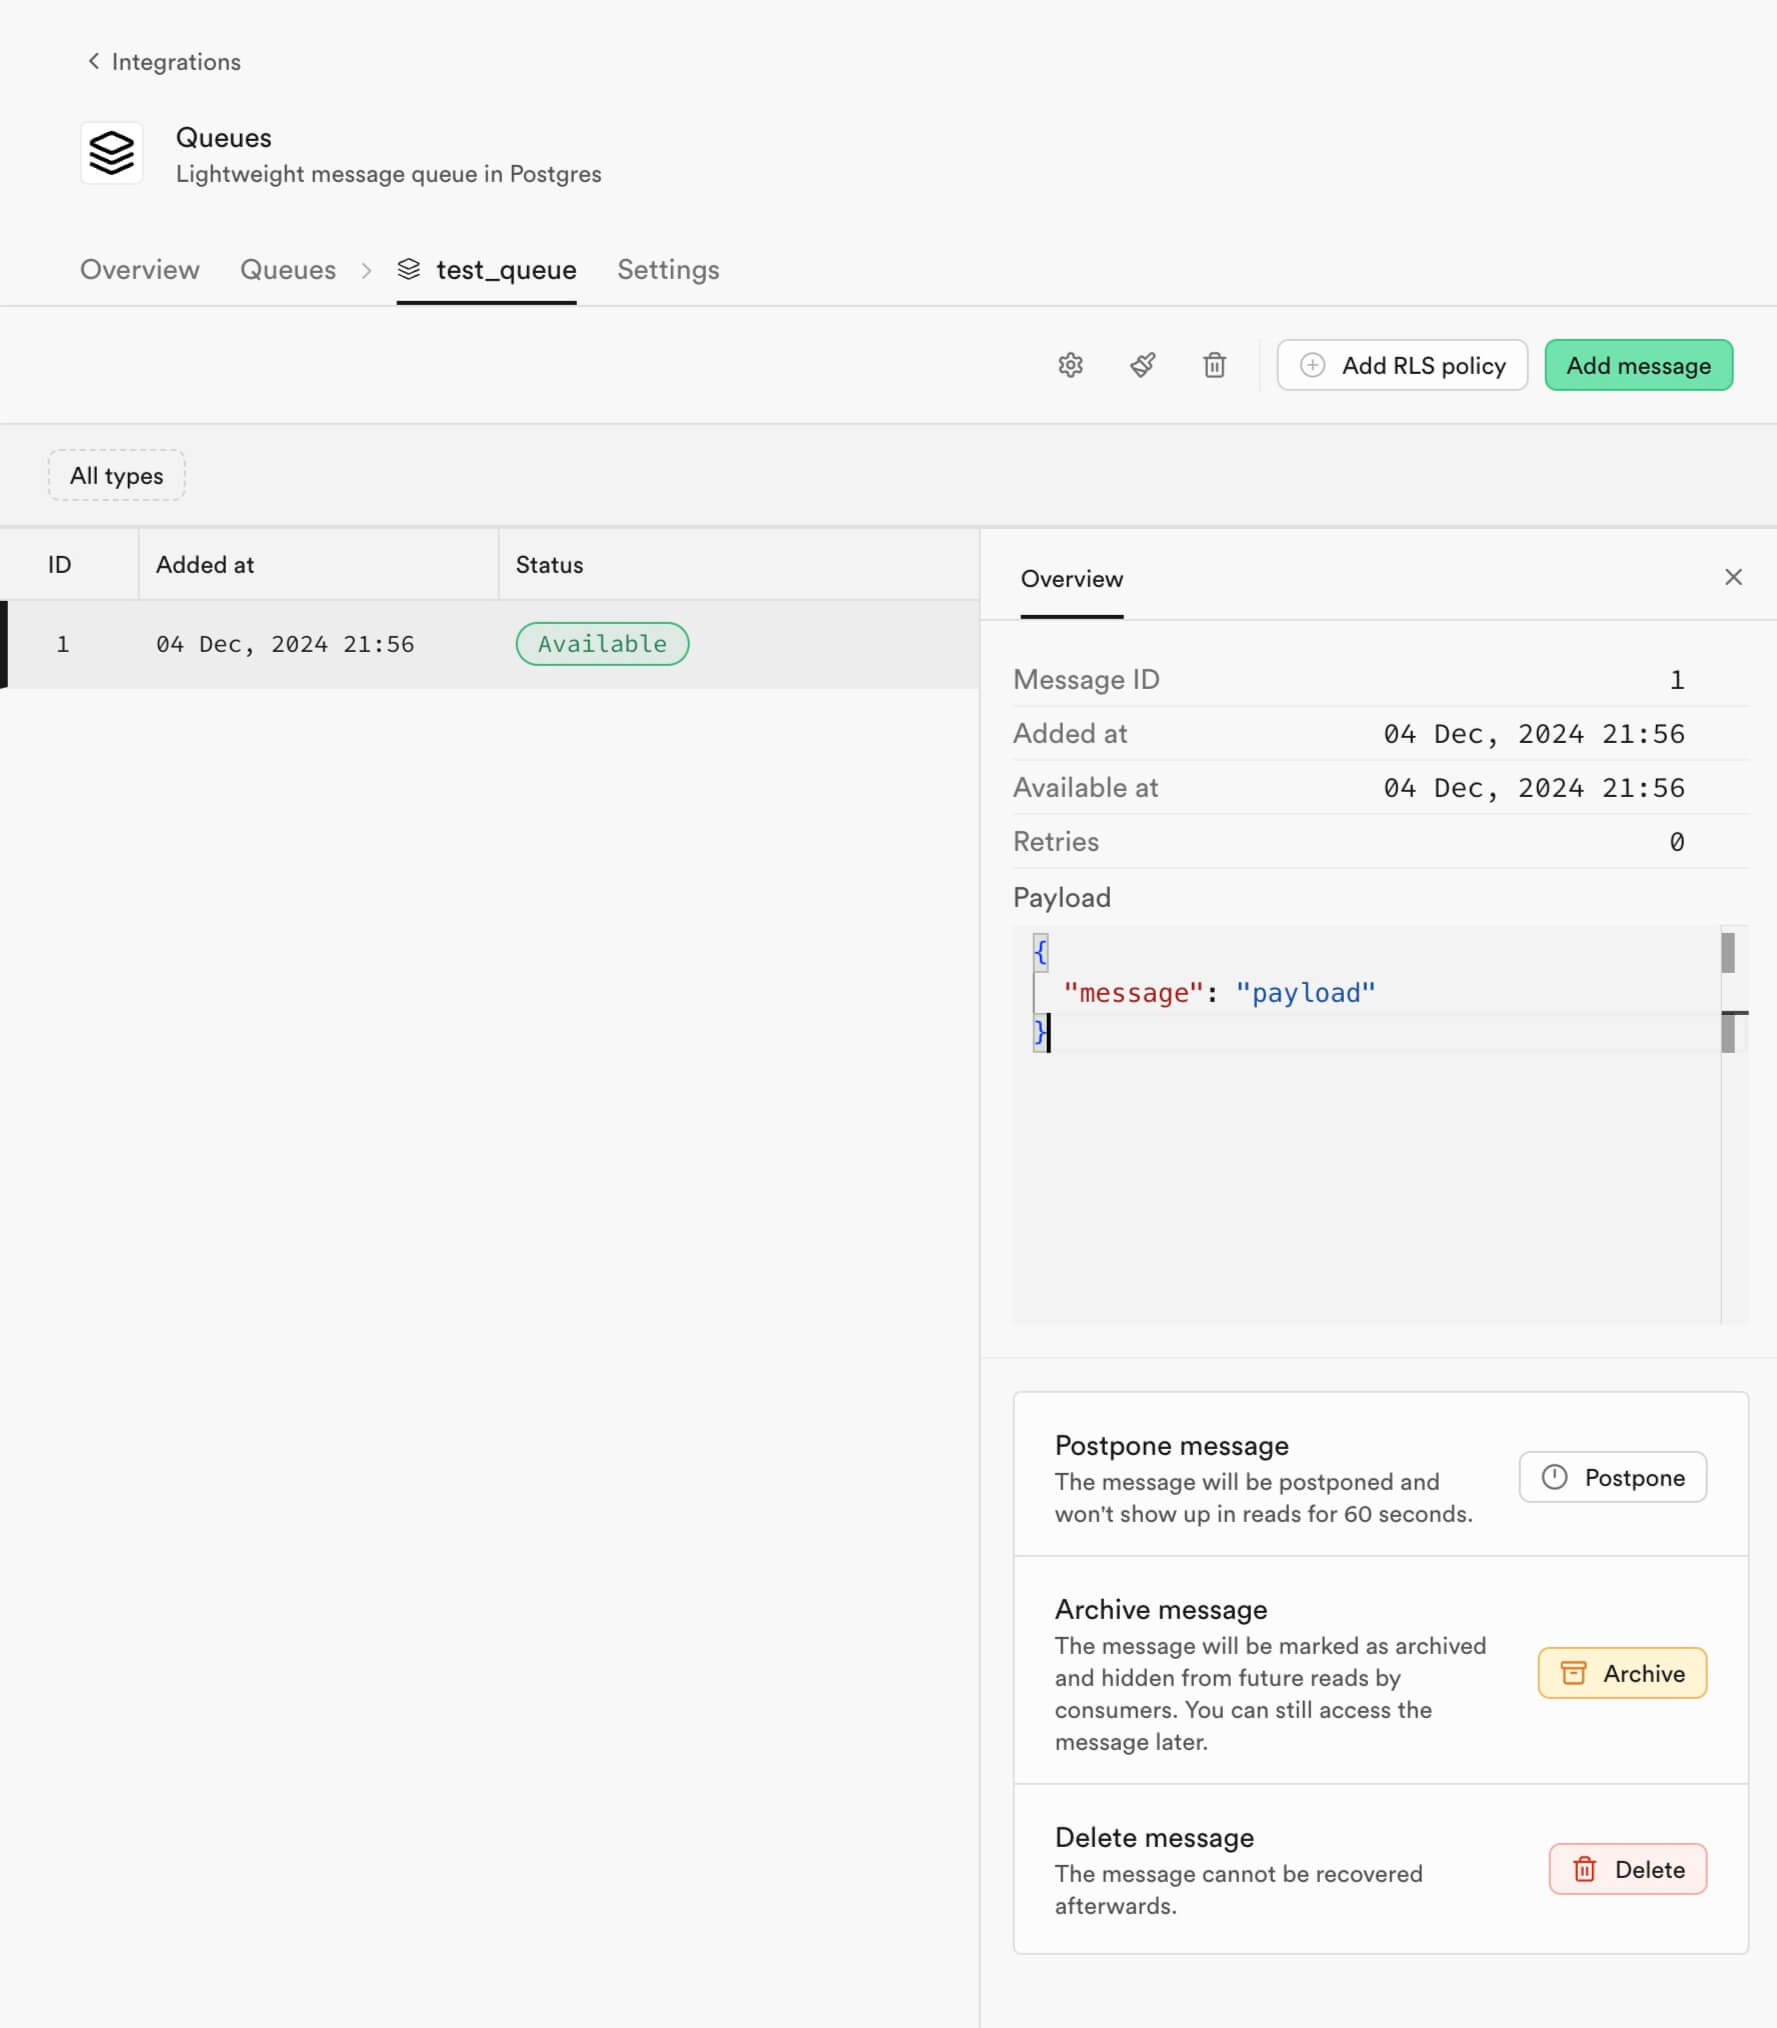 Integrations
Queues
Lightweight message queue in Postgres
Overview Queues test_queue Settings
Add RLS policy Add message
All types
ID Added at Status
1 04 Dec, 2024 21:56 Available
Overview
Message ID 1
Added at 04 Dec, 2024 21:56
Available at 04 Dec, 2024 21:56
Retries 0
Payload
{
"message": "payload"
}
Postpone message
The message will be postponed and
won't show up in reads for 60 seconds.
Postpone
Archive message
The message will be marked as archived
and hidden from future reads by
consumers. You can still access the
message later.
Archive
Delete message
The message cannot be recovered
afterwards.
Delete